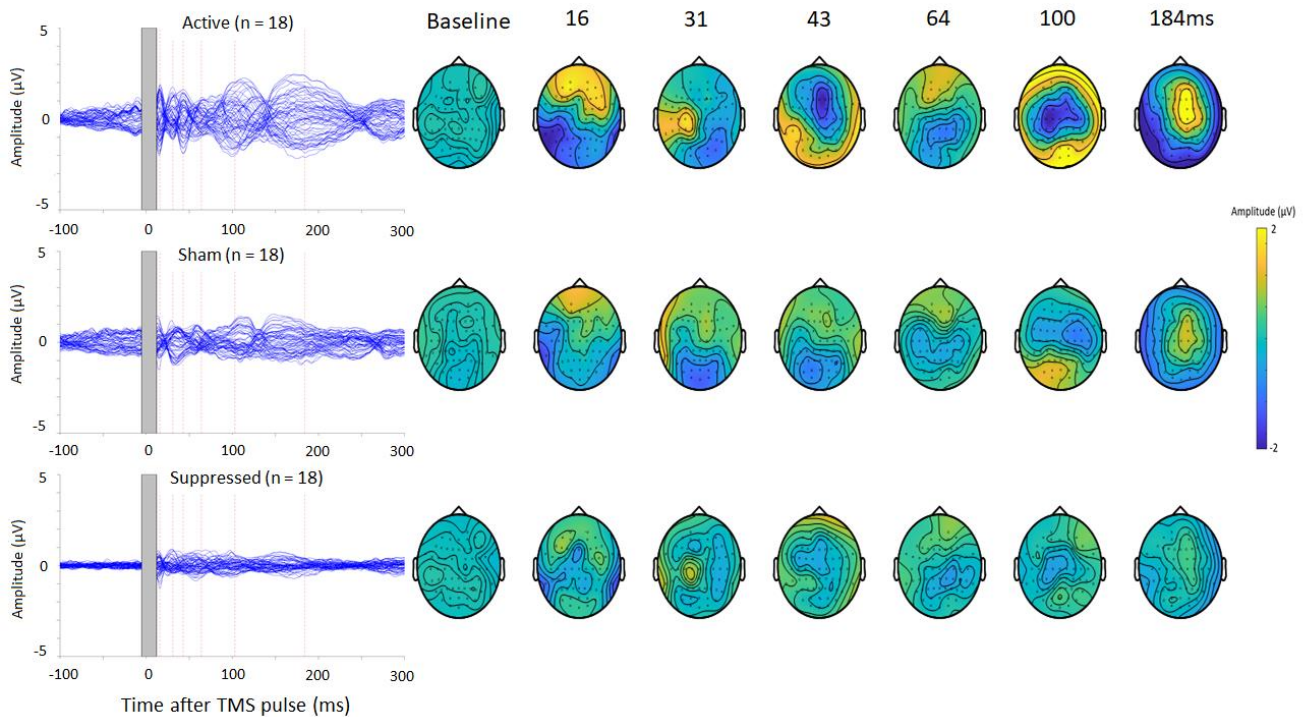 Active (n = 18)
Baseline 16 31 43 64 100 184ms
Amplitude (µV)
5
0
-5
-100 0 100 200 300
Amplitude (µV)
2
-2
Sham (n = 18)
Amplitude (µV)
5
0
-5
-100 0 100 200 300
Suppressed (n = 18)
Amplitude (µV)
5
0
-5
-100 0 100 200 300
Time after TMS pulse (ms)